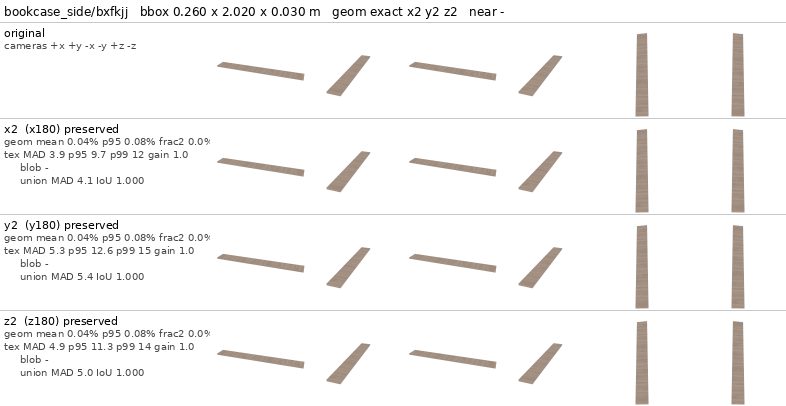 bookcase_side/bxfkjj bbox 0.260 x 2.020 x 0.030 m geom exact x2 y2 z2 near -
original
cameras +x +y -x -y +z -z
x2 (x180) preserved
geom mean 0.04% p95 0.08% frac2 0.0%
tex MAD 3.9 p95 9.7 p99 12 gain 1.0
blob -
union MAD 4.1 IoU 1.000
y2 (y180) preserved
geom mean 0.04% p95 0.08% frac2 0.0%
tex MAD 5.3 p95 12.6 p99 15 gain 1.0
blob -
union MAD 5.4 IoU 1.000
z2 (z180) preserved
geom mean 0.04% p95 0.08% frac2 0.0%
tex MAD 4.9 p95 11.3 p99 14 gain 1.0
blob -
union MAD 5.0 IoU 1.000